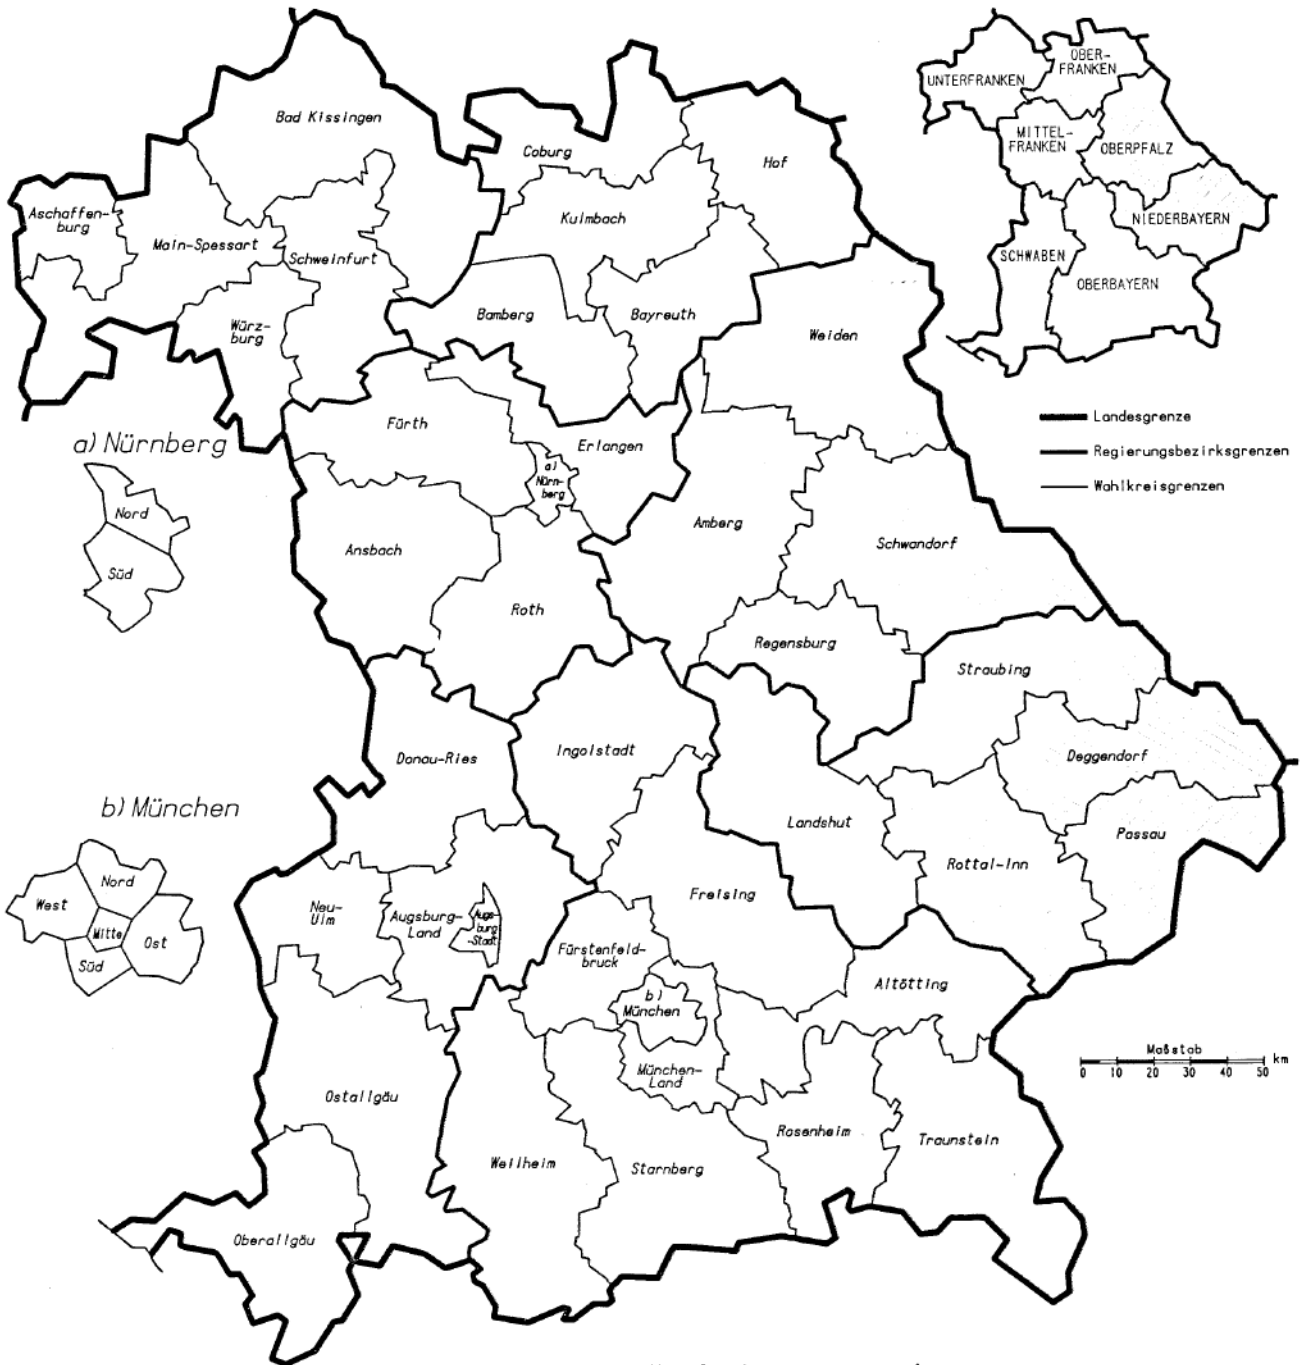 OBER-
FRANKEN
UNTERFRANKEN
MITTEL-
FRANKEN
OBERPFALZ
NIEDERBAYERN
SCHWABEN
OBERBAYERN
Bad Kissingen
Coburg
Hof
Aschaffen-
burg
Main-Spessart
Schweinfurt
Kulmbach
Würz-
burg
Bamberg
Bayreuth
Weiden
Landesgrenze
Regierungsbezirksgrenzen
Wahlkreisgrenzen
a) Nürnberg
Nord
Süd
Fürth
Erlangen
a)
Nürn-
berg
Ansbach
Amberg
Schwandorf
Roth
Regensburg
Straubing
Donau-Ries
Ingolstadt
Deggendorf
b) München
Nord
West
Mitte
Ost
Süd
Landshut
Passau
Rottal-Inn
Neu-
Ulm
Augsburg-
Land
Augs-
burg
-Stadt
Freising
Fürstenfeld-
bruck
Altötting
b)
München
München-
Land
Maßstab
km
0 10 20 30 40 50
Ostallgäu
Weilheim
Starnberg
Rosenheim
Traunstein
Oberallgäu